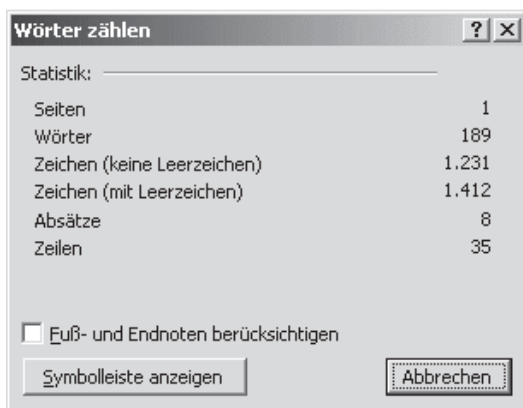 Wörter zählen
Statistik:
Seiten 1
Wörter 189
Zeichen (keine Leerzeichen) 1.231
Zeichen (mit Leerzeichen) 1.412
Absätze 8
Zeilen 35
Fuß- und Endnoten berücksichtigen
Symbolleiste anzeigen Abbrechen